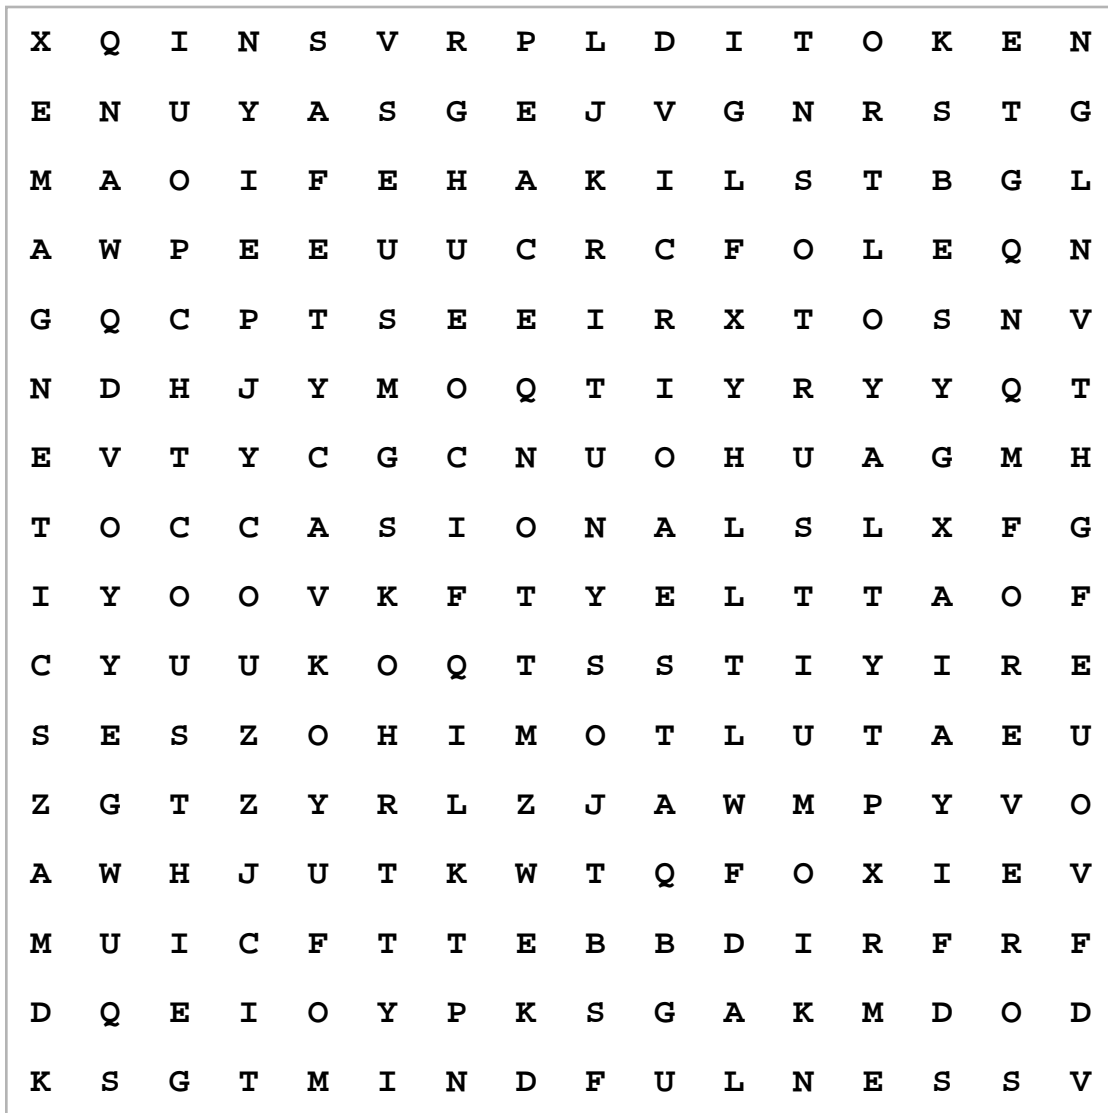 X Q I N S V R P L D I T O K E N
E N U Y A S G E J V G N R S T G
M A O I F E H A K I L S T B G L
A W P E E U U C R C F O L E Q N
G Q C P T S E E I R X T O S N V
N D H J Y M O Q T I Y R Y Y Q T
E V T Y C G C N U O H U A G M H
T O C C A S I O N A L S L X F G
I Y O O V K F T Y E L T T A O F
C Y U U K O Q T S S T I Y I R E
S E S Z O H I M O T L U T A E U
Z G T Z Y R L Z J A W M P Y V O
A W H J U T K W T Q F O X I E V
M U I C F T T E B B D I R F R F
D Q E I O Y P K S G A K M D O D
K S G T M I N D F U L N E S S V